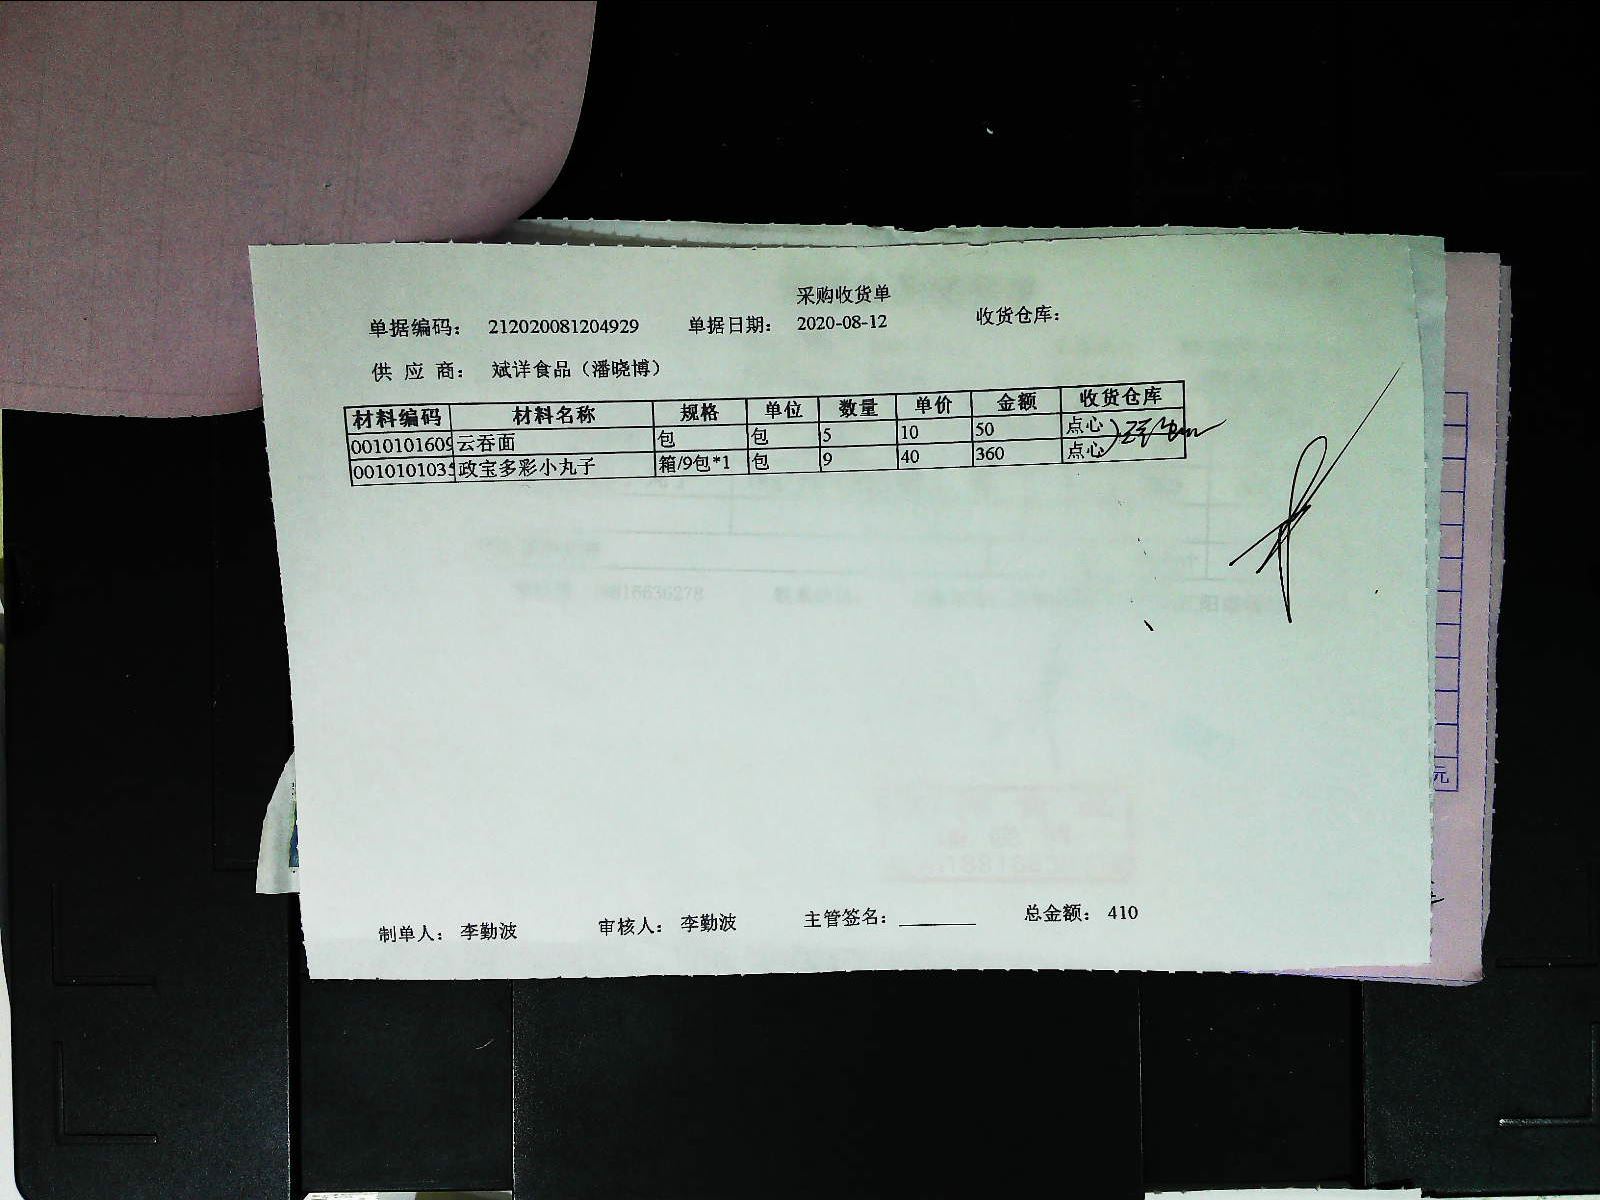 采购收货单
单据编码： 212020081204929 单据日期： 2020-08-12 收货仓库：
供 应 商： 斌洋食品（潘晓博）
材料编码 材料名称 规格 单位 数量 单价 金额 收货仓库
0010101609 云吞面 包 包 5 10 50 点心
001010103 政宝多彩小丸子 箱/9包*1 包 9 40 360 点心
元
制单人： 李勤波 审核人： 李勤波 主管签名： 总金额： 410